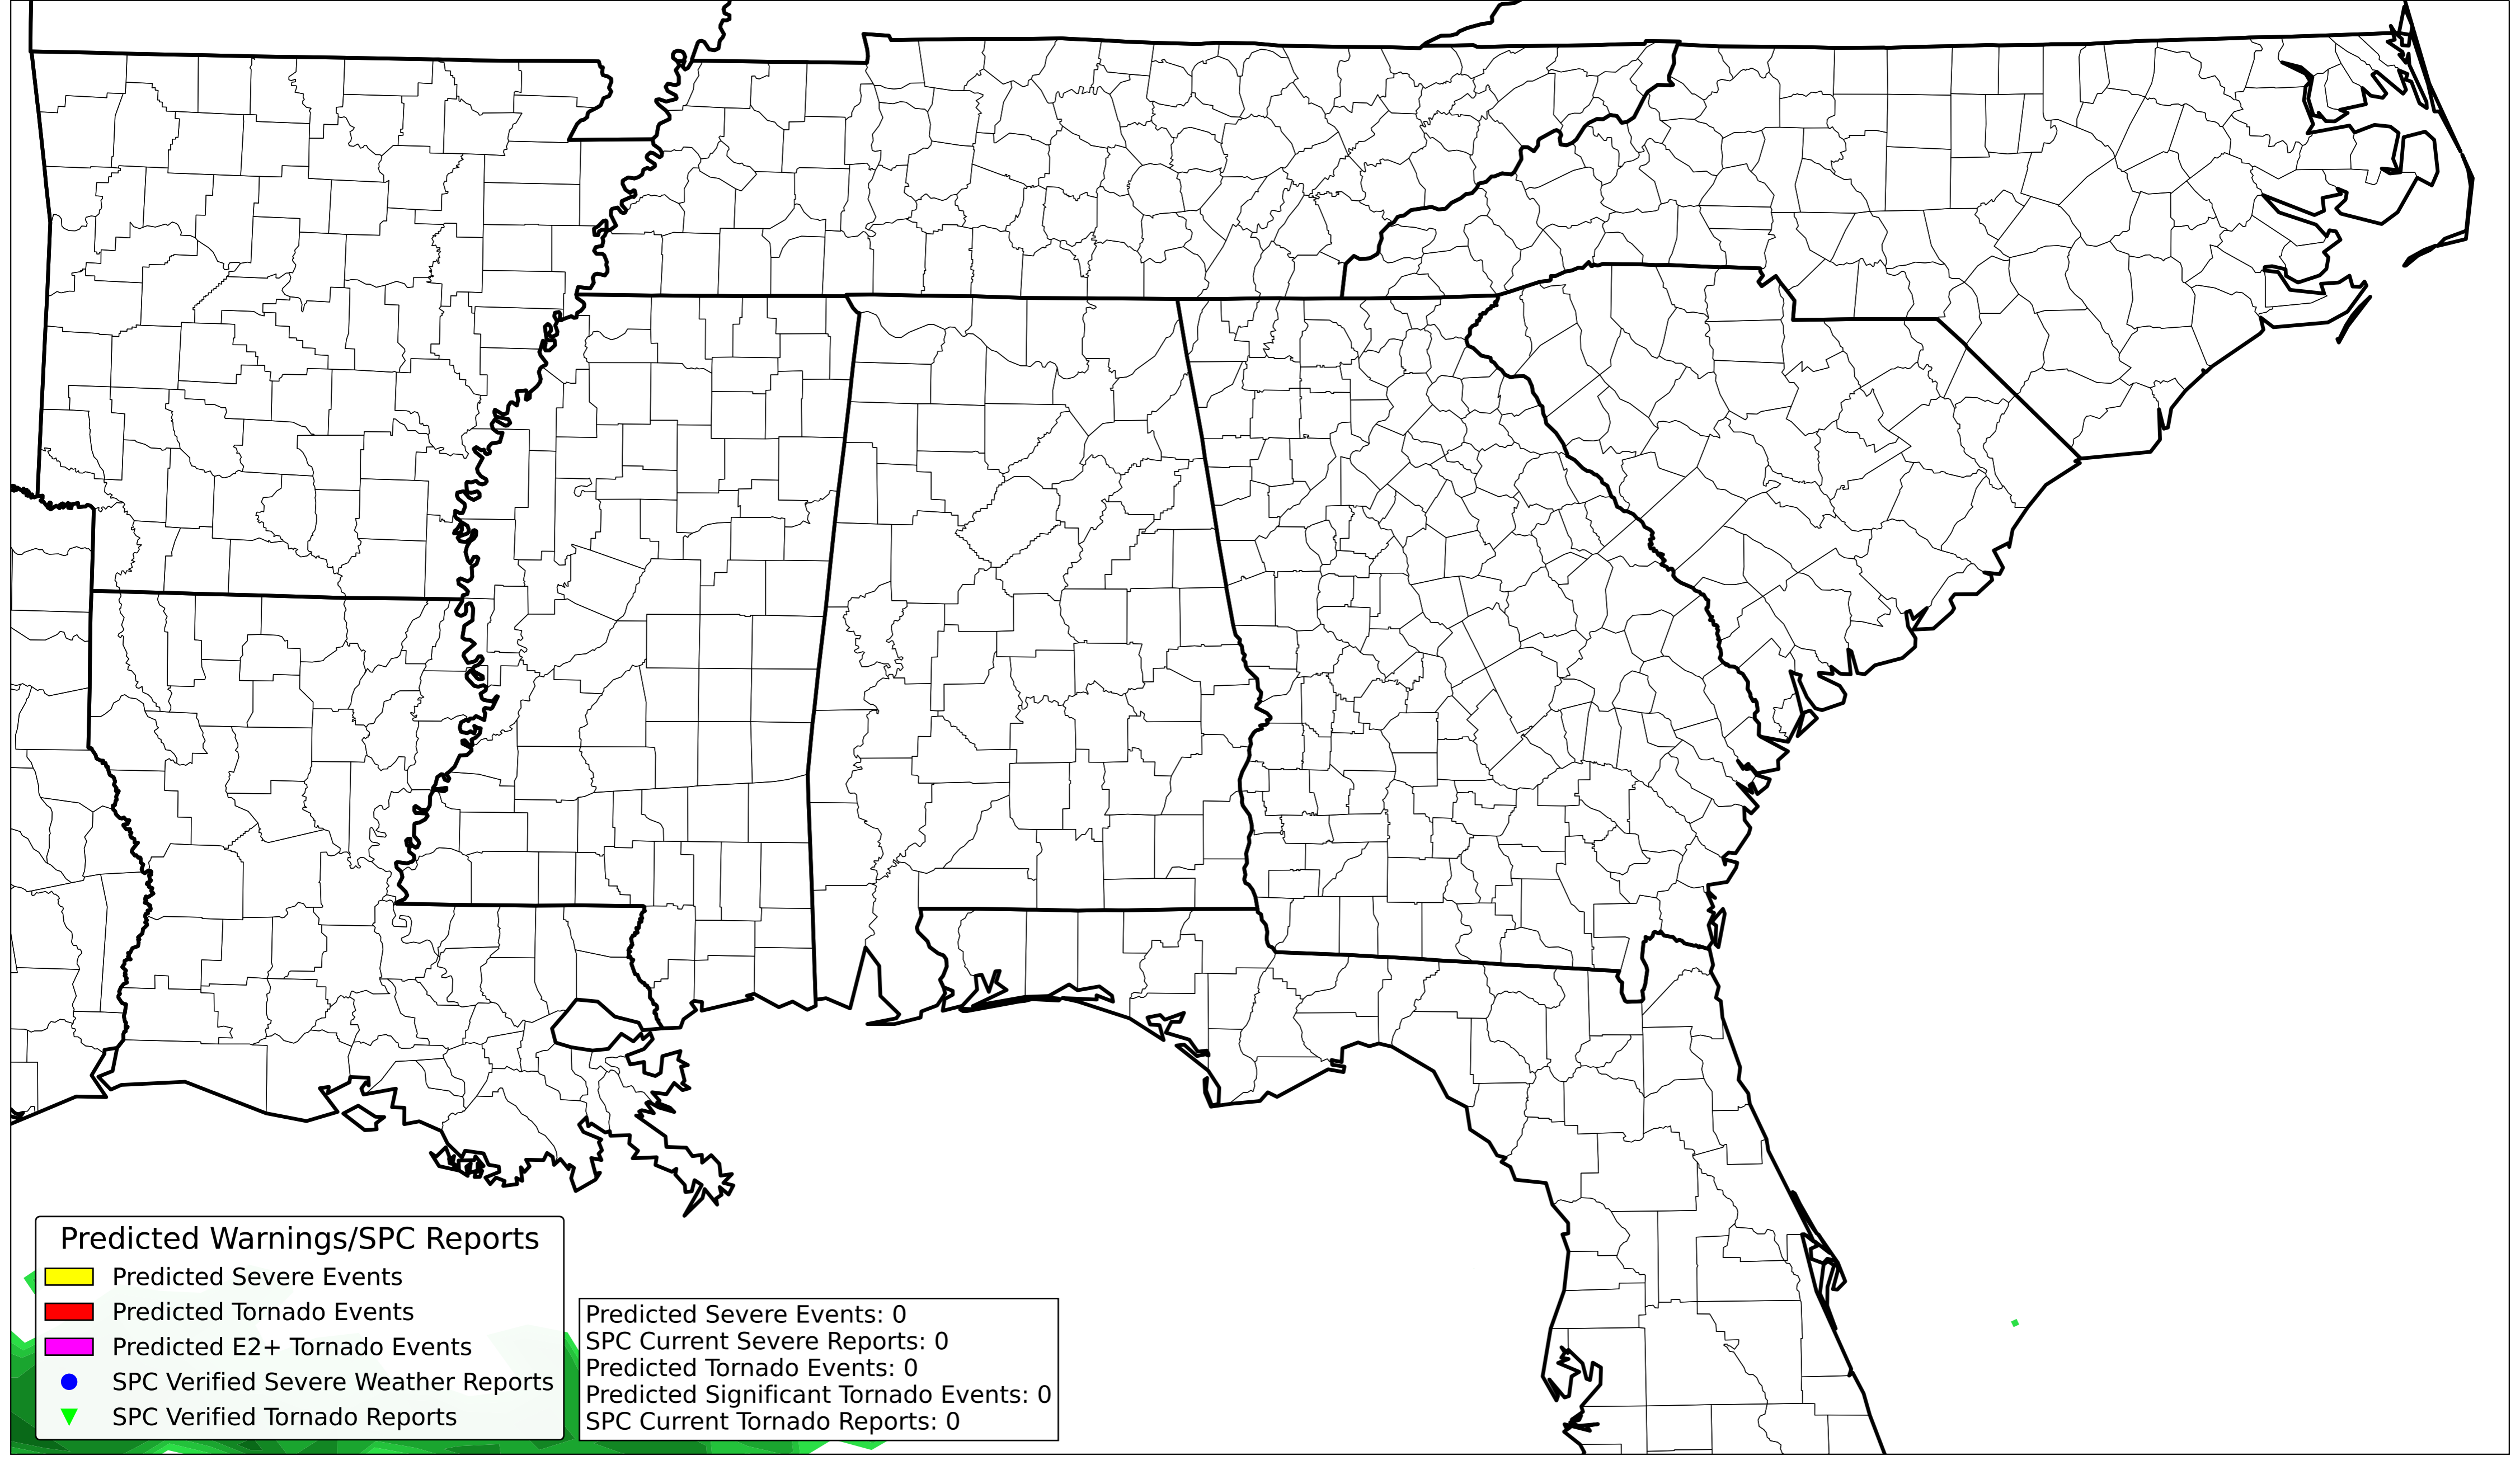 Predicted Warnings/SPC Reports
Predicted Severe Events
Predicted Tornado Events
Predicted E2+ Tornado Events
SPC Verified Severe Weather Reports
SPC Verified Tornado Reports
Predicted Severe Events: 0
SPC Current Severe Reports: 0
Predicted Tornado Events: 0
Predicted Significant Tornado Events: 0
SPC Current Tornado Reports: 0